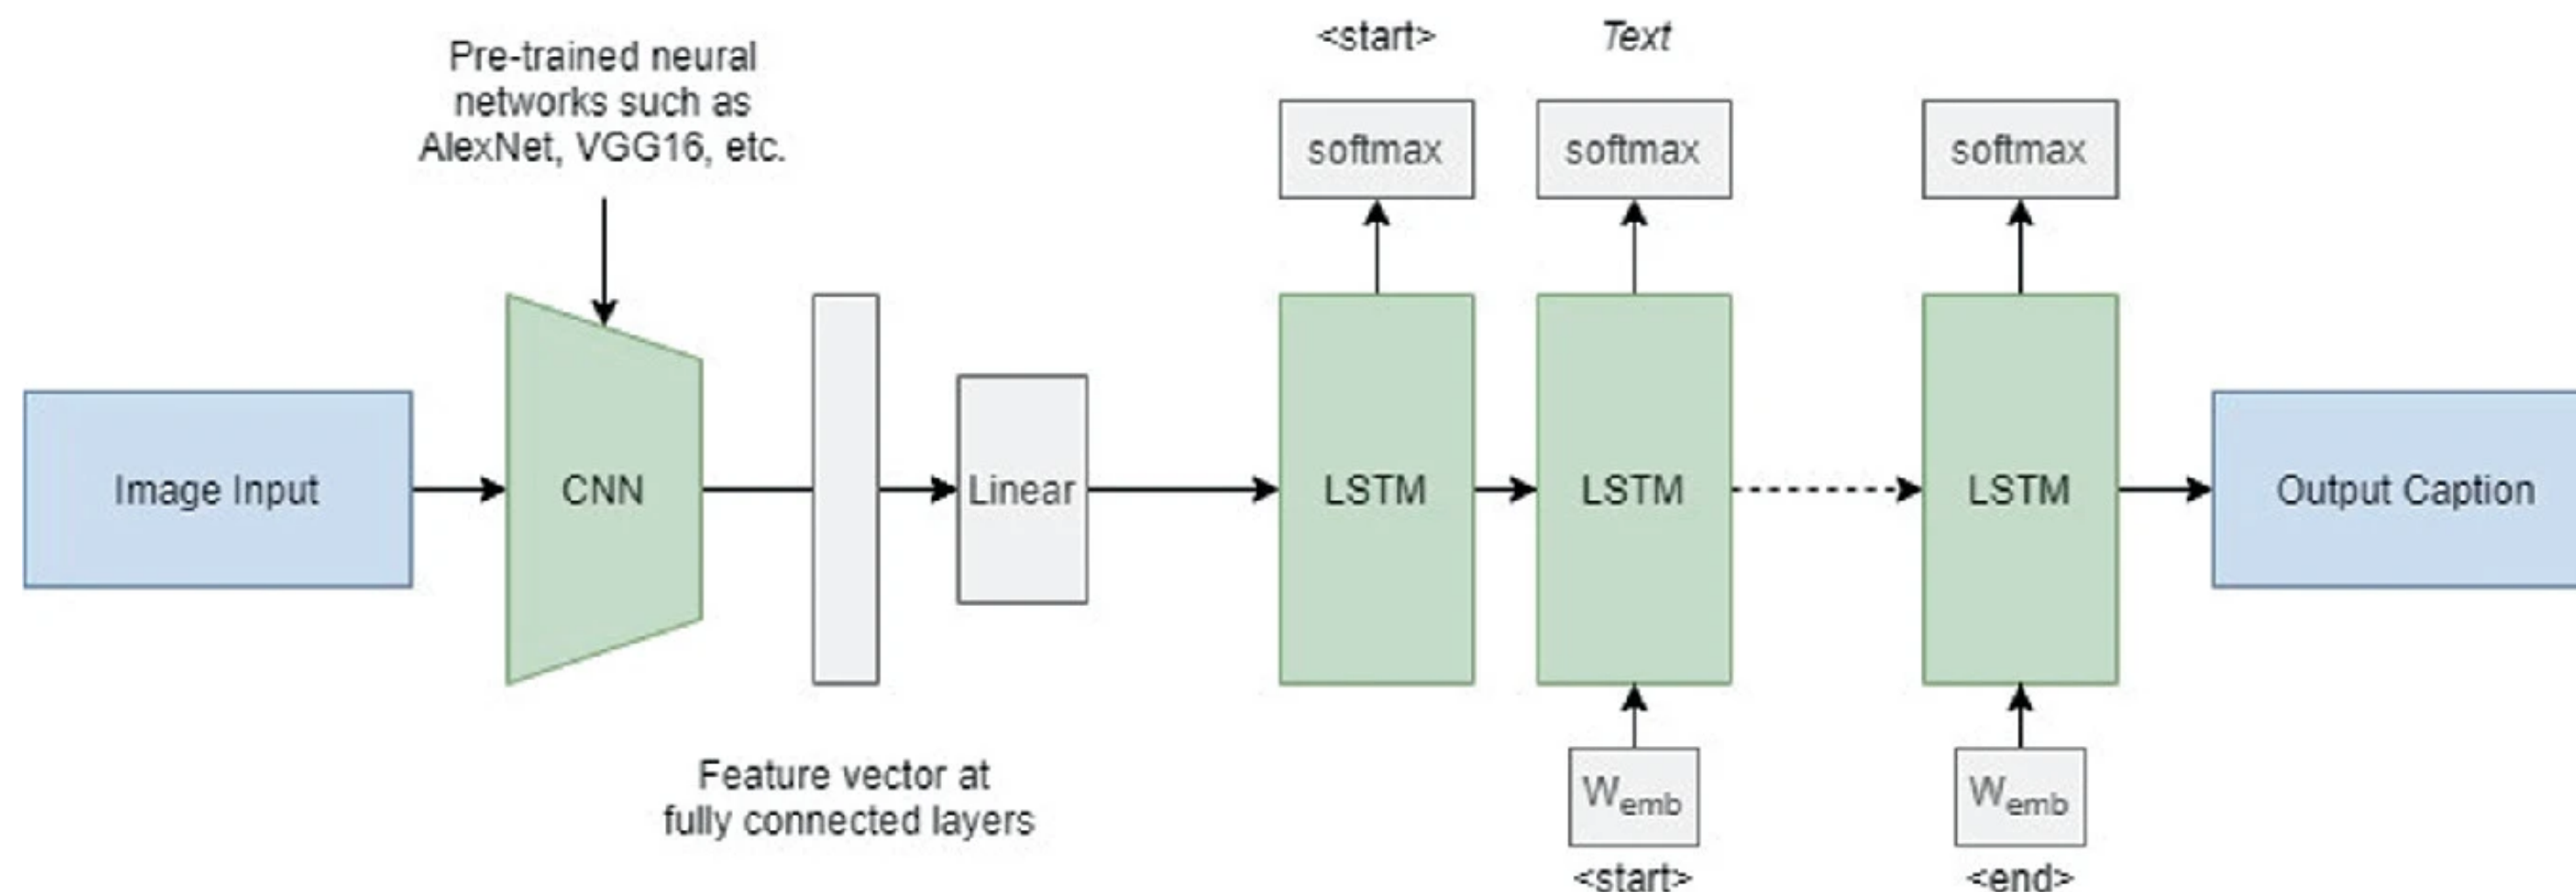 Pre-trained neural
networks such as
AlexNet, VGG16, etc.
<start>
Text
softmax
softmax
softmax
Image Input
CNN
Linear
LSTM
LSTM
LSTM
Output Caption
Feature vector at
fully connected layers
Wemb
Wemb
<start>
<end>